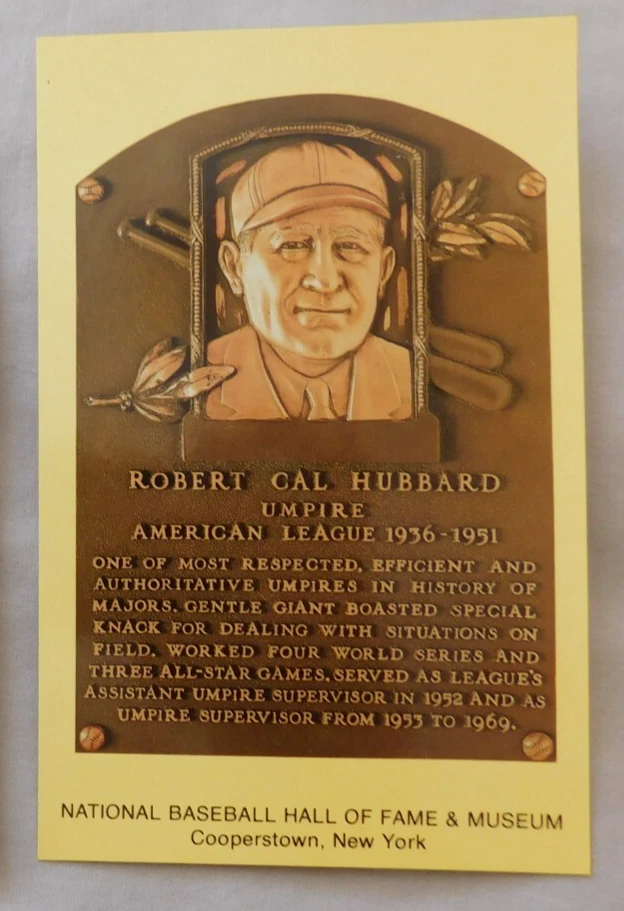 ROBERT CAL HUBBARD
UMPIRE
AMERICAN LEAGUE 1936-1951
ONE OF MOST RESPECTED, EFFICIENT AND
AUTHORITATIVE UMPIRES IN HISTORY OF
MAJORS. GENTLE GIANT BOASTED SPECIAL
KNACK FOR DEALING WITH SITUATIONS ON
FIELD. WORKED FOUR WORLD SERIES AND
THREE ALL-STAR GAMES. SERVED AS LEAGUE'S
ASSISTANT UMPIRE SUPERVISOR IN 1952 AND AS
UMPIRE SUPERVISOR FROM 1953 TO 1969.
NATIONAL BASEBALL HALL OF FAME & MUSEUM
Cooperstown, New York